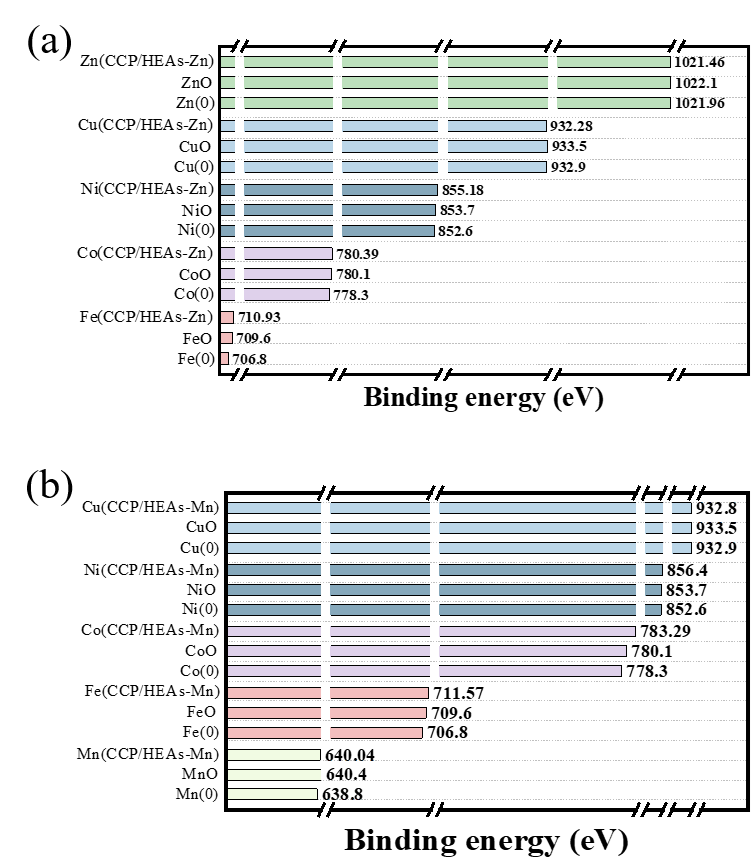 (a)
Zn(CCP/HEAs-Zn) 1021.46
ZnO 1022.1
Zn(0) 1021.96
Cu(CCP/HEAs-Zn) 932.28
CuO 933.5
Cu(0) 932.9
Ni(CCP/HEAs-Zn) 855.18
NiO 853.7
Ni(0) 852.6
Co(CCP/HEAs-Zn) 780.39
CoO 780.1
Co(0) 778.3
Fe(CCP/HEAs-Zn) 710.93
FeO 709.6
Fe(0) 706.8
Binding energy (eV)
(b)
Cu(CCP/HEAs-Mn) 932.8
CuO 933.5
Cu(0) 932.9
Ni(CCP/HEAs-Mn) 856.4
NiO 853.7
Ni(0) 852.6
Co(CCP/HEAs-Mn) 783.29
CoO 780.1
Co(0) 778.3
Fe(CCP/HEAs-Mn) 711.57
FeO 709.6
Fe(0) 706.8
Mn(CCP/HEAs-Mn) 640.04
MnO 640.4
Mn(0) 638.8
Binding energy (eV)